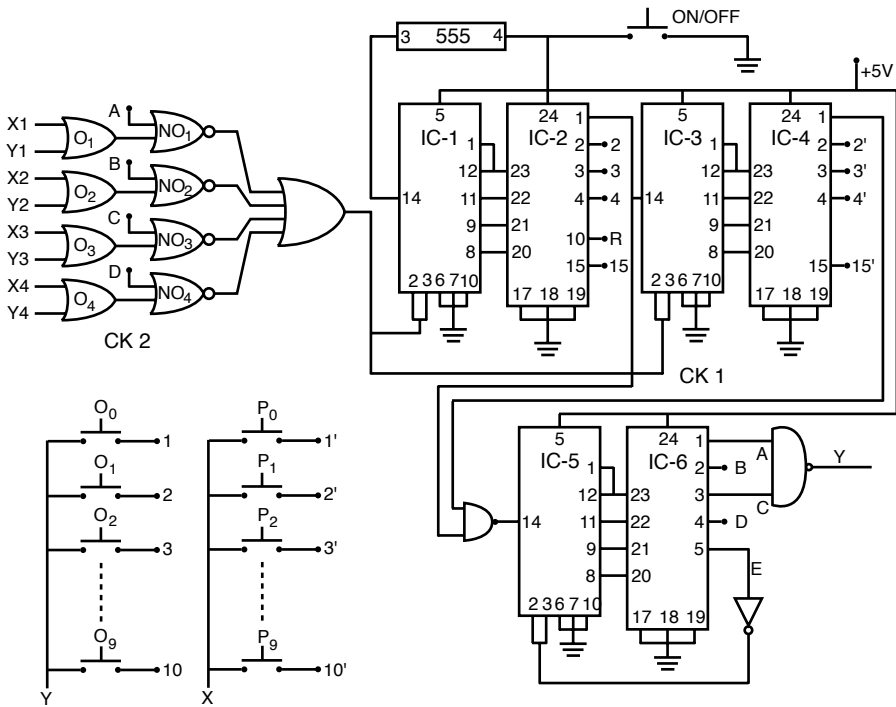 ON/OFF
3 555 4
+5V
A
X1
Y1
O1
NO1
B
X2
Y2
O2
NO2
C
X3
Y3
O3
NO3
D
X4
Y4
O4
NO4
CK 2
5
IC-1
1
12
14
11
9
8
2 3 6 7 10
24
IC-2
1
2 2
3 3
4 4
10 R
15 15
23
22
21
20
17 18 19
5
IC-3
1
12
14
11
9
8
2 3 6 7 10
24
IC-4
1
2 2'
3 3'
4 4'
15 15'
23
22
21
20
17 18 19
CK 1
5
IC-5
1
12
14
11
9
8
2 3 6 7 10
24
IC-6
1 A
2 B
3 C
4 D
5 E
23
22
21
20
17 18 19
Y
O0
1
O1
2
O2
3
O9
10
Y
P0
1'
P1
2'
P2
3'
P9
10'
X